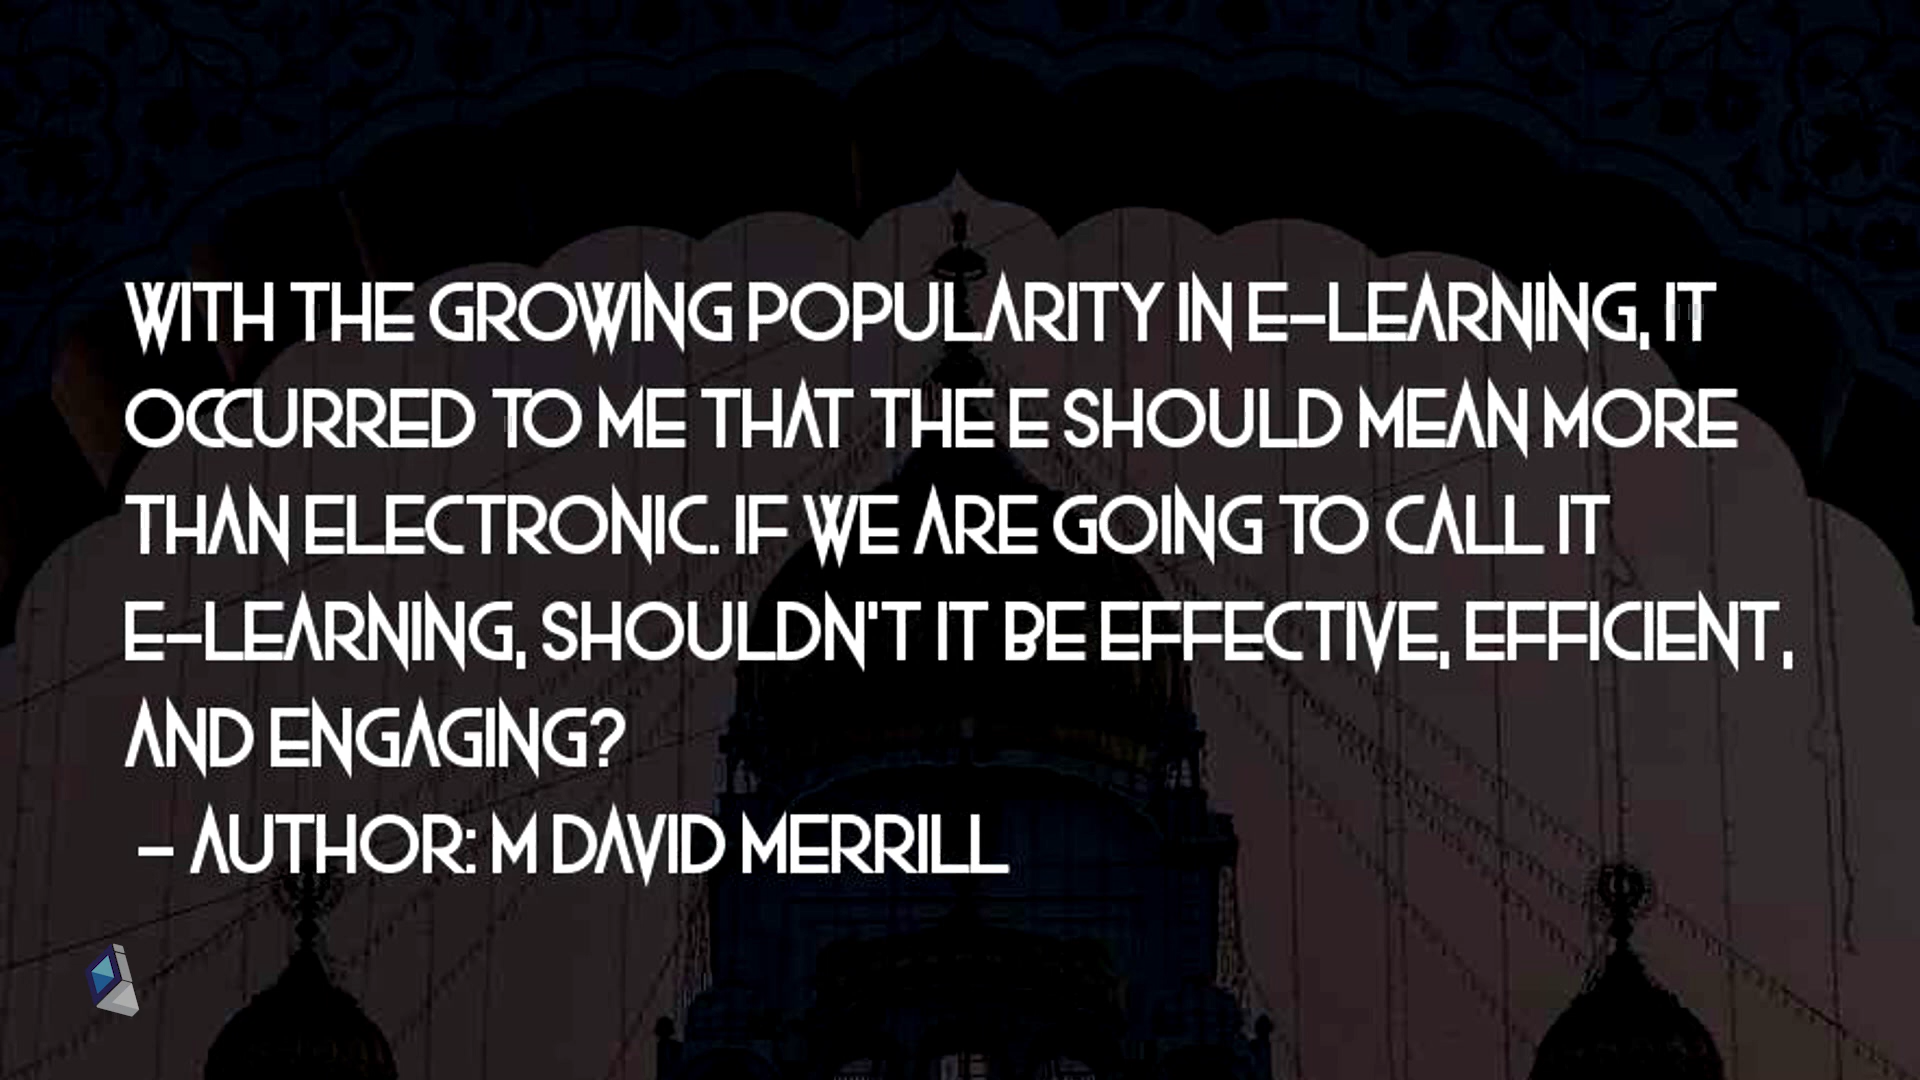 WITH THE GROWING POPULARITY IN E-LEARNING, IT
OCCURRED TO ME THAT THE E SHOULD MEAN MORE
THAN ELECTRONIC. IF WE ARE GOING TO CALL IT
E-LEARNING, SHOULDN'T IT BE EFFECTIVE, EFFICIENT,
AND ENGAGING?
- AUTHOR: M DAVID MERRILL